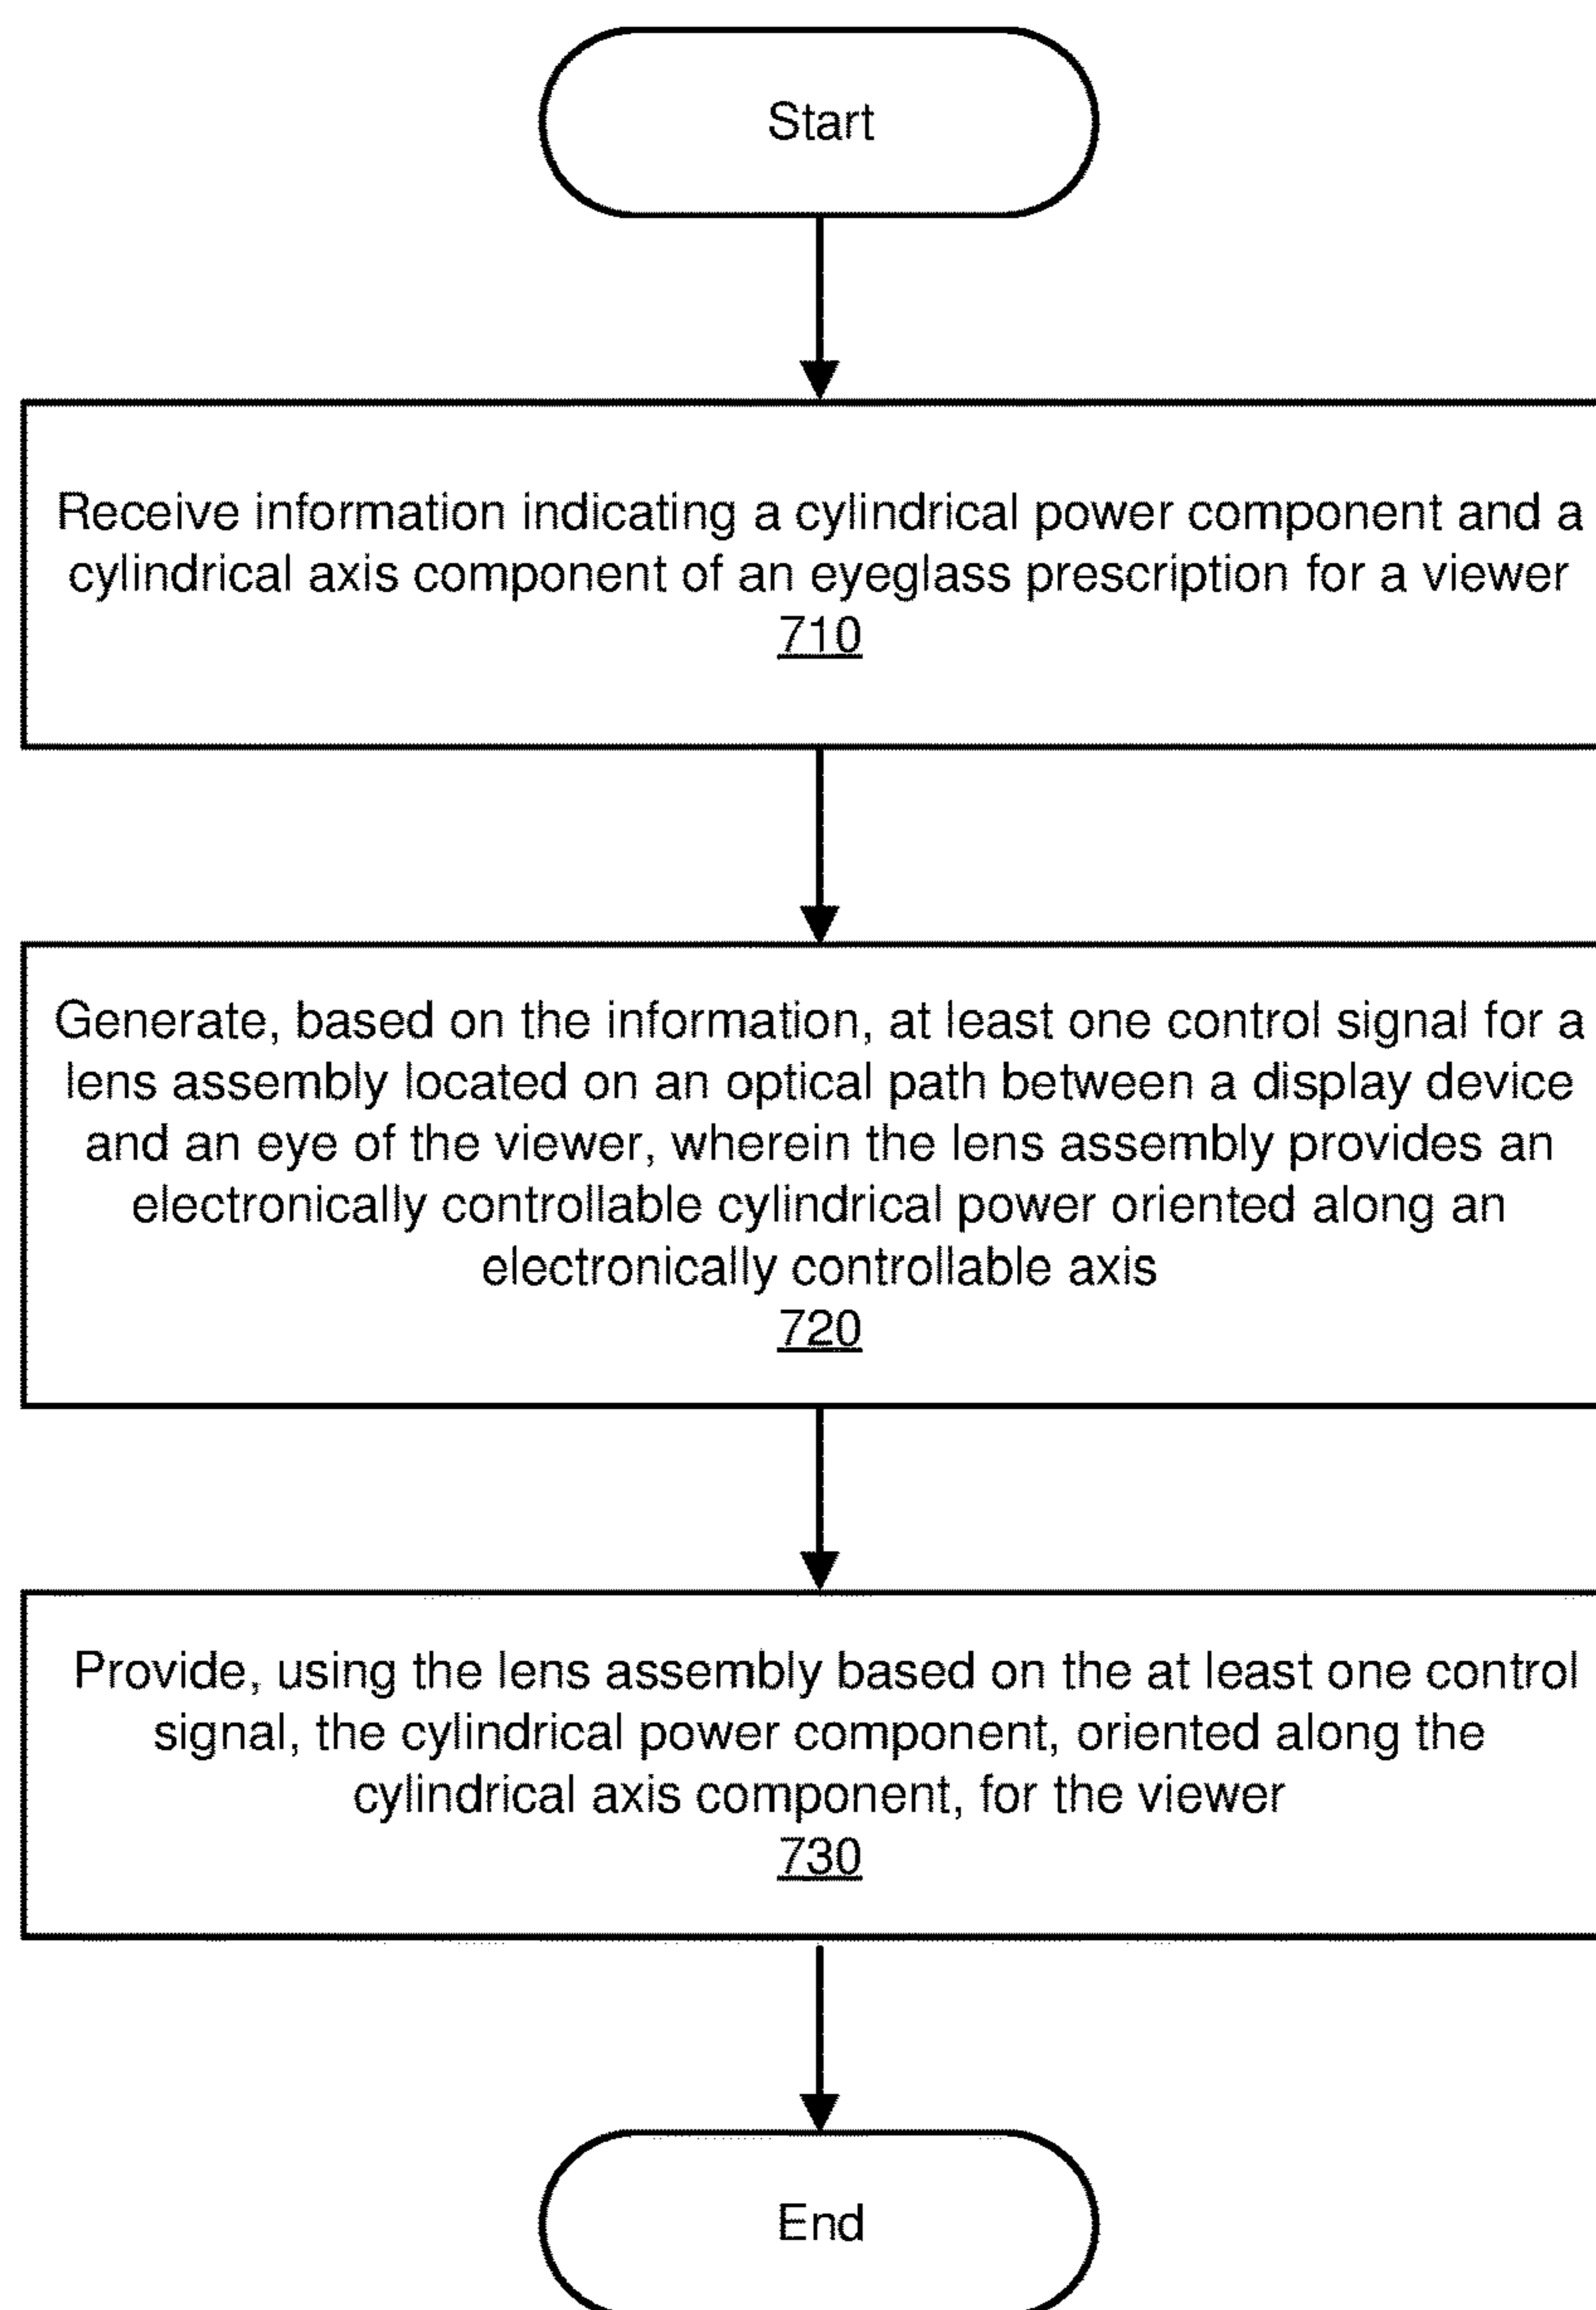 Start
Receive information indicating a cylindrical power component and a
cylindrical axis component of an eyeglass prescription for a viewer
710
Generate, based on the information, at least one control signal for a
lens assembly located on an optical path between a display device
and an eye of the viewer, wherein the lens assembly provides an
electronically controllable cylindrical power oriented along an
electronically controllable axis
720
Provide, using the lens assembly based on the at least one control
signal, the cylindrical power component, oriented along the
cylindrical axis component, for the viewer
730
End